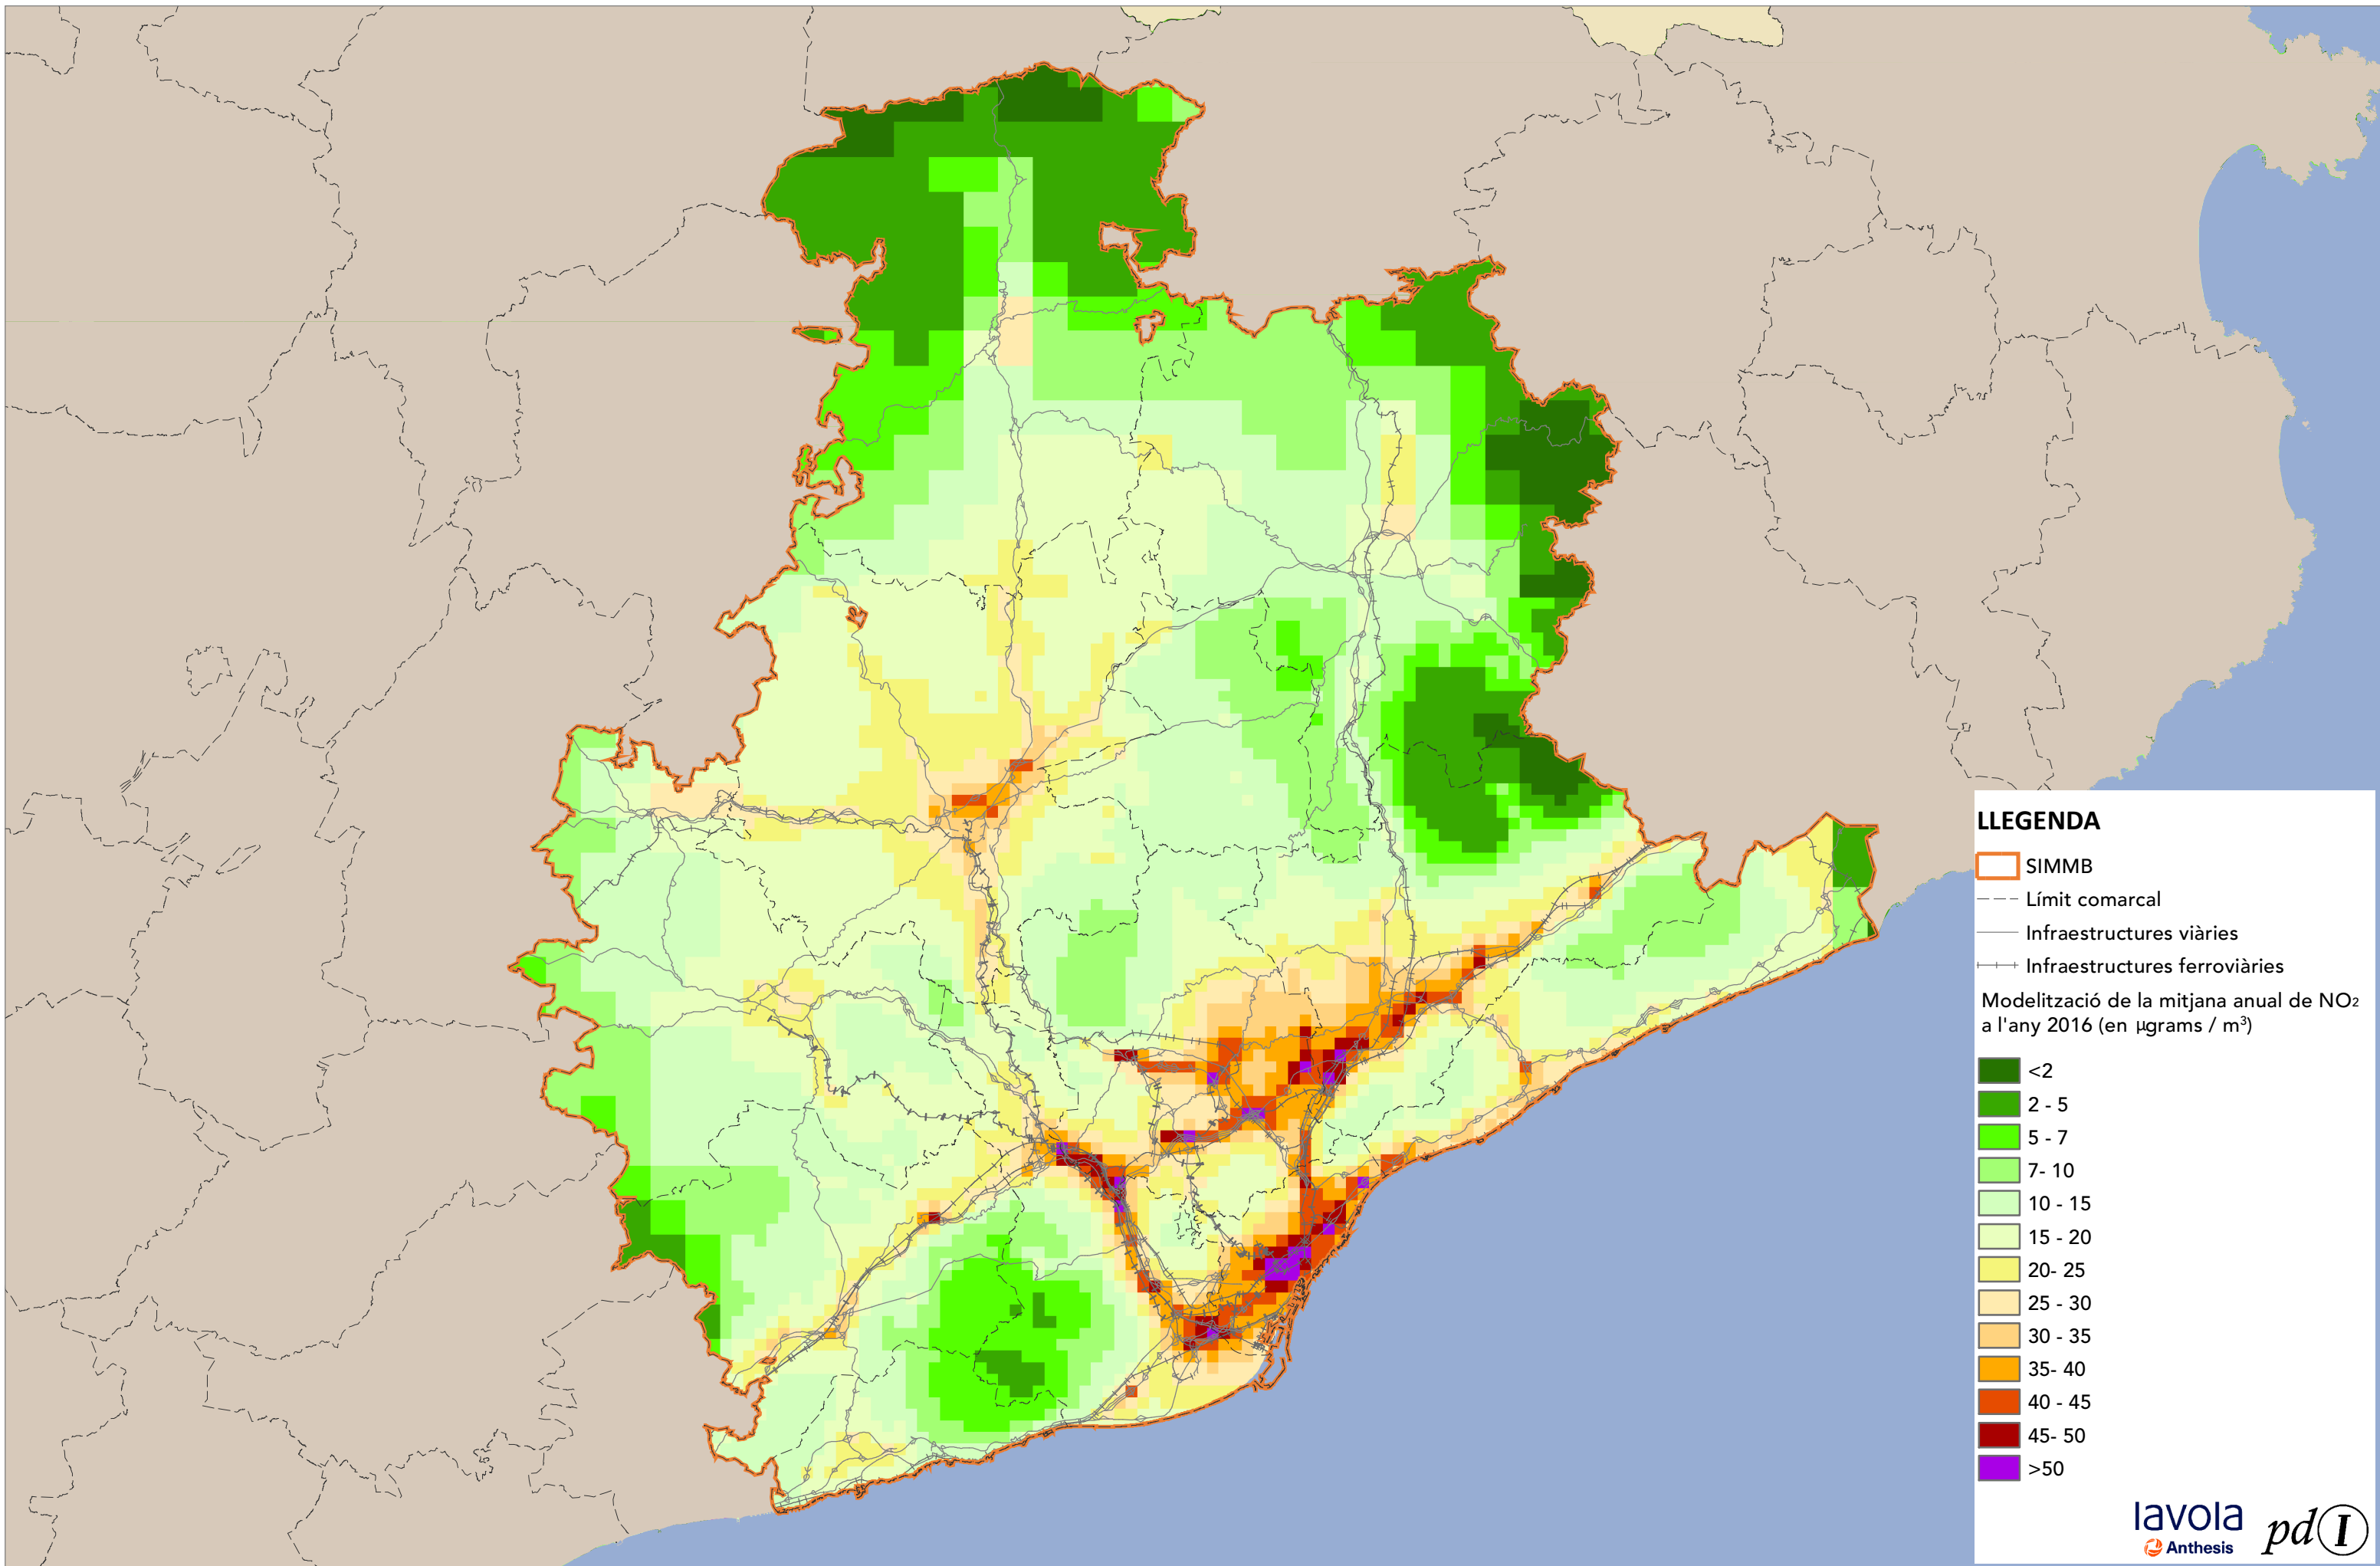 LLEGENDA
SIMMB
Límit comarcal
Infraestructures viàries
Infraestructures ferroviàries
Modelització de la mitjana anual de NO2
a l'any 2016 (en µgrams / m³)
<2
2 - 5
5 - 7
7- 10
10 - 15
15 - 20
20- 25
25 - 30
30 - 35
35- 40
40 - 45
45- 50
>50
lavola
Anthesis
pdI